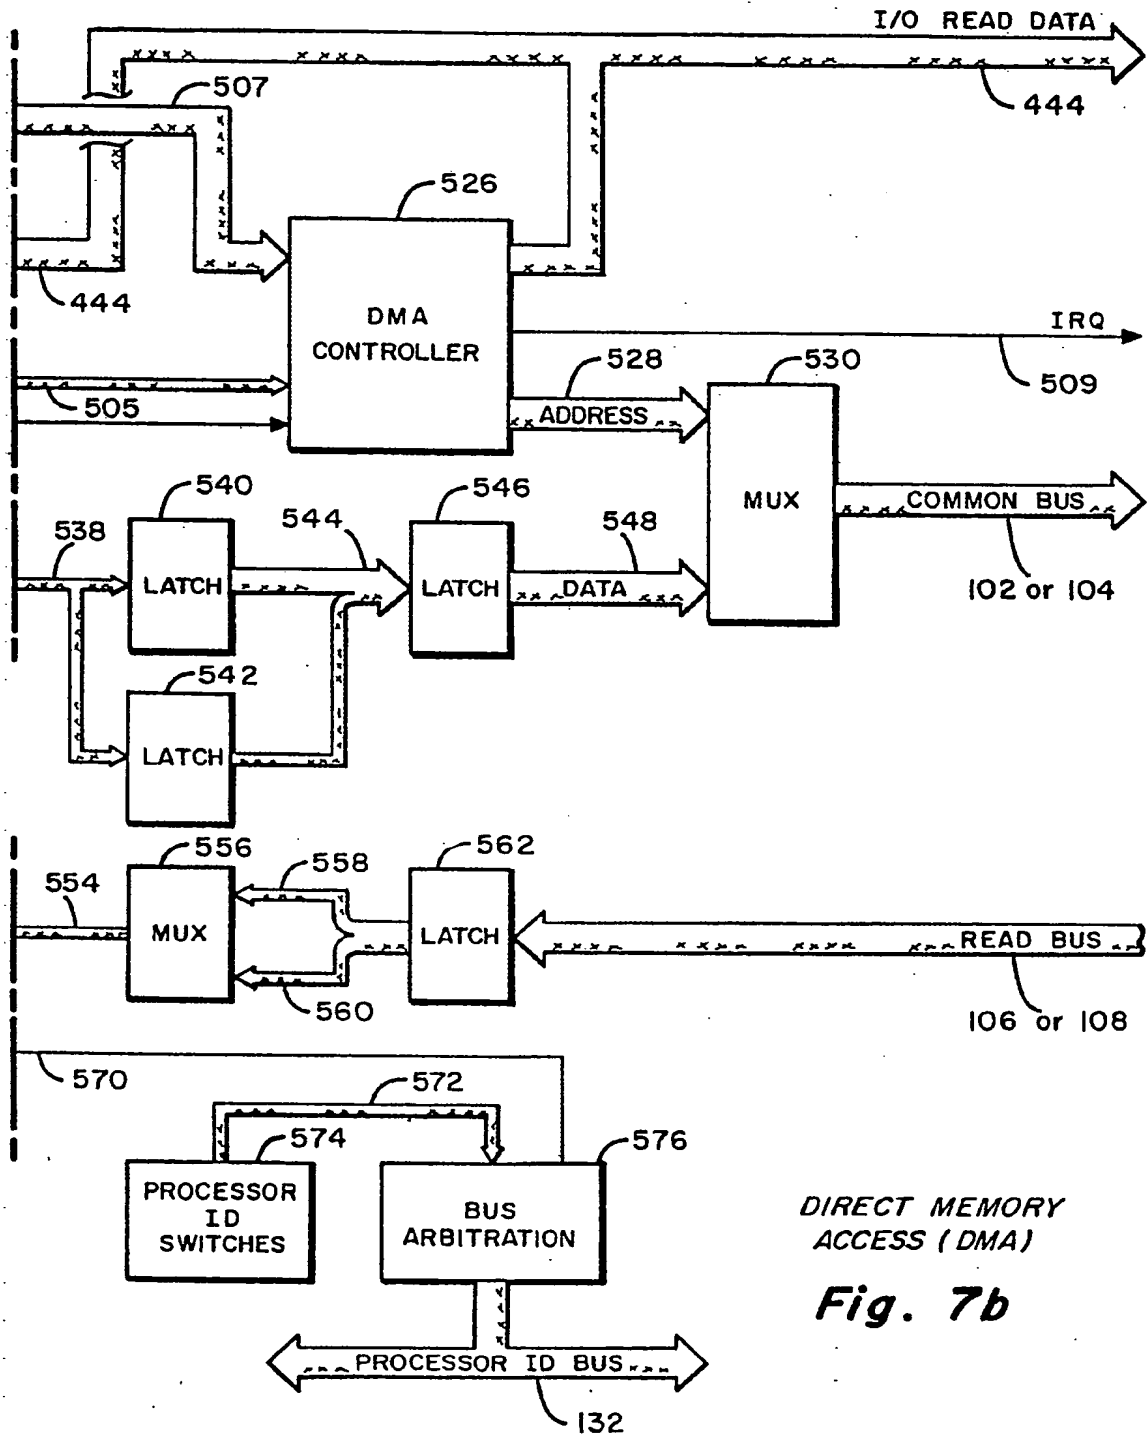 I/O READ DATA
507
444
526
444
DMA
CONTROLLER
IRQ
509
528
530
505
ADDRESS
540
546
544
548
538
LATCH
LATCH
DATA
MUX
COMMON BUS
102 or 104
542
LATCH
556
558
562
554
MUX
LATCH
READ BUS
560
106 or 108
570
572
574
576
PROCESSOR
ID
SWITCHES
BUS
ARBITRATION
DIRECT MEMORY
ACCESS (DMA)
Fig. 7b
PROCESSOR ID BUS
132